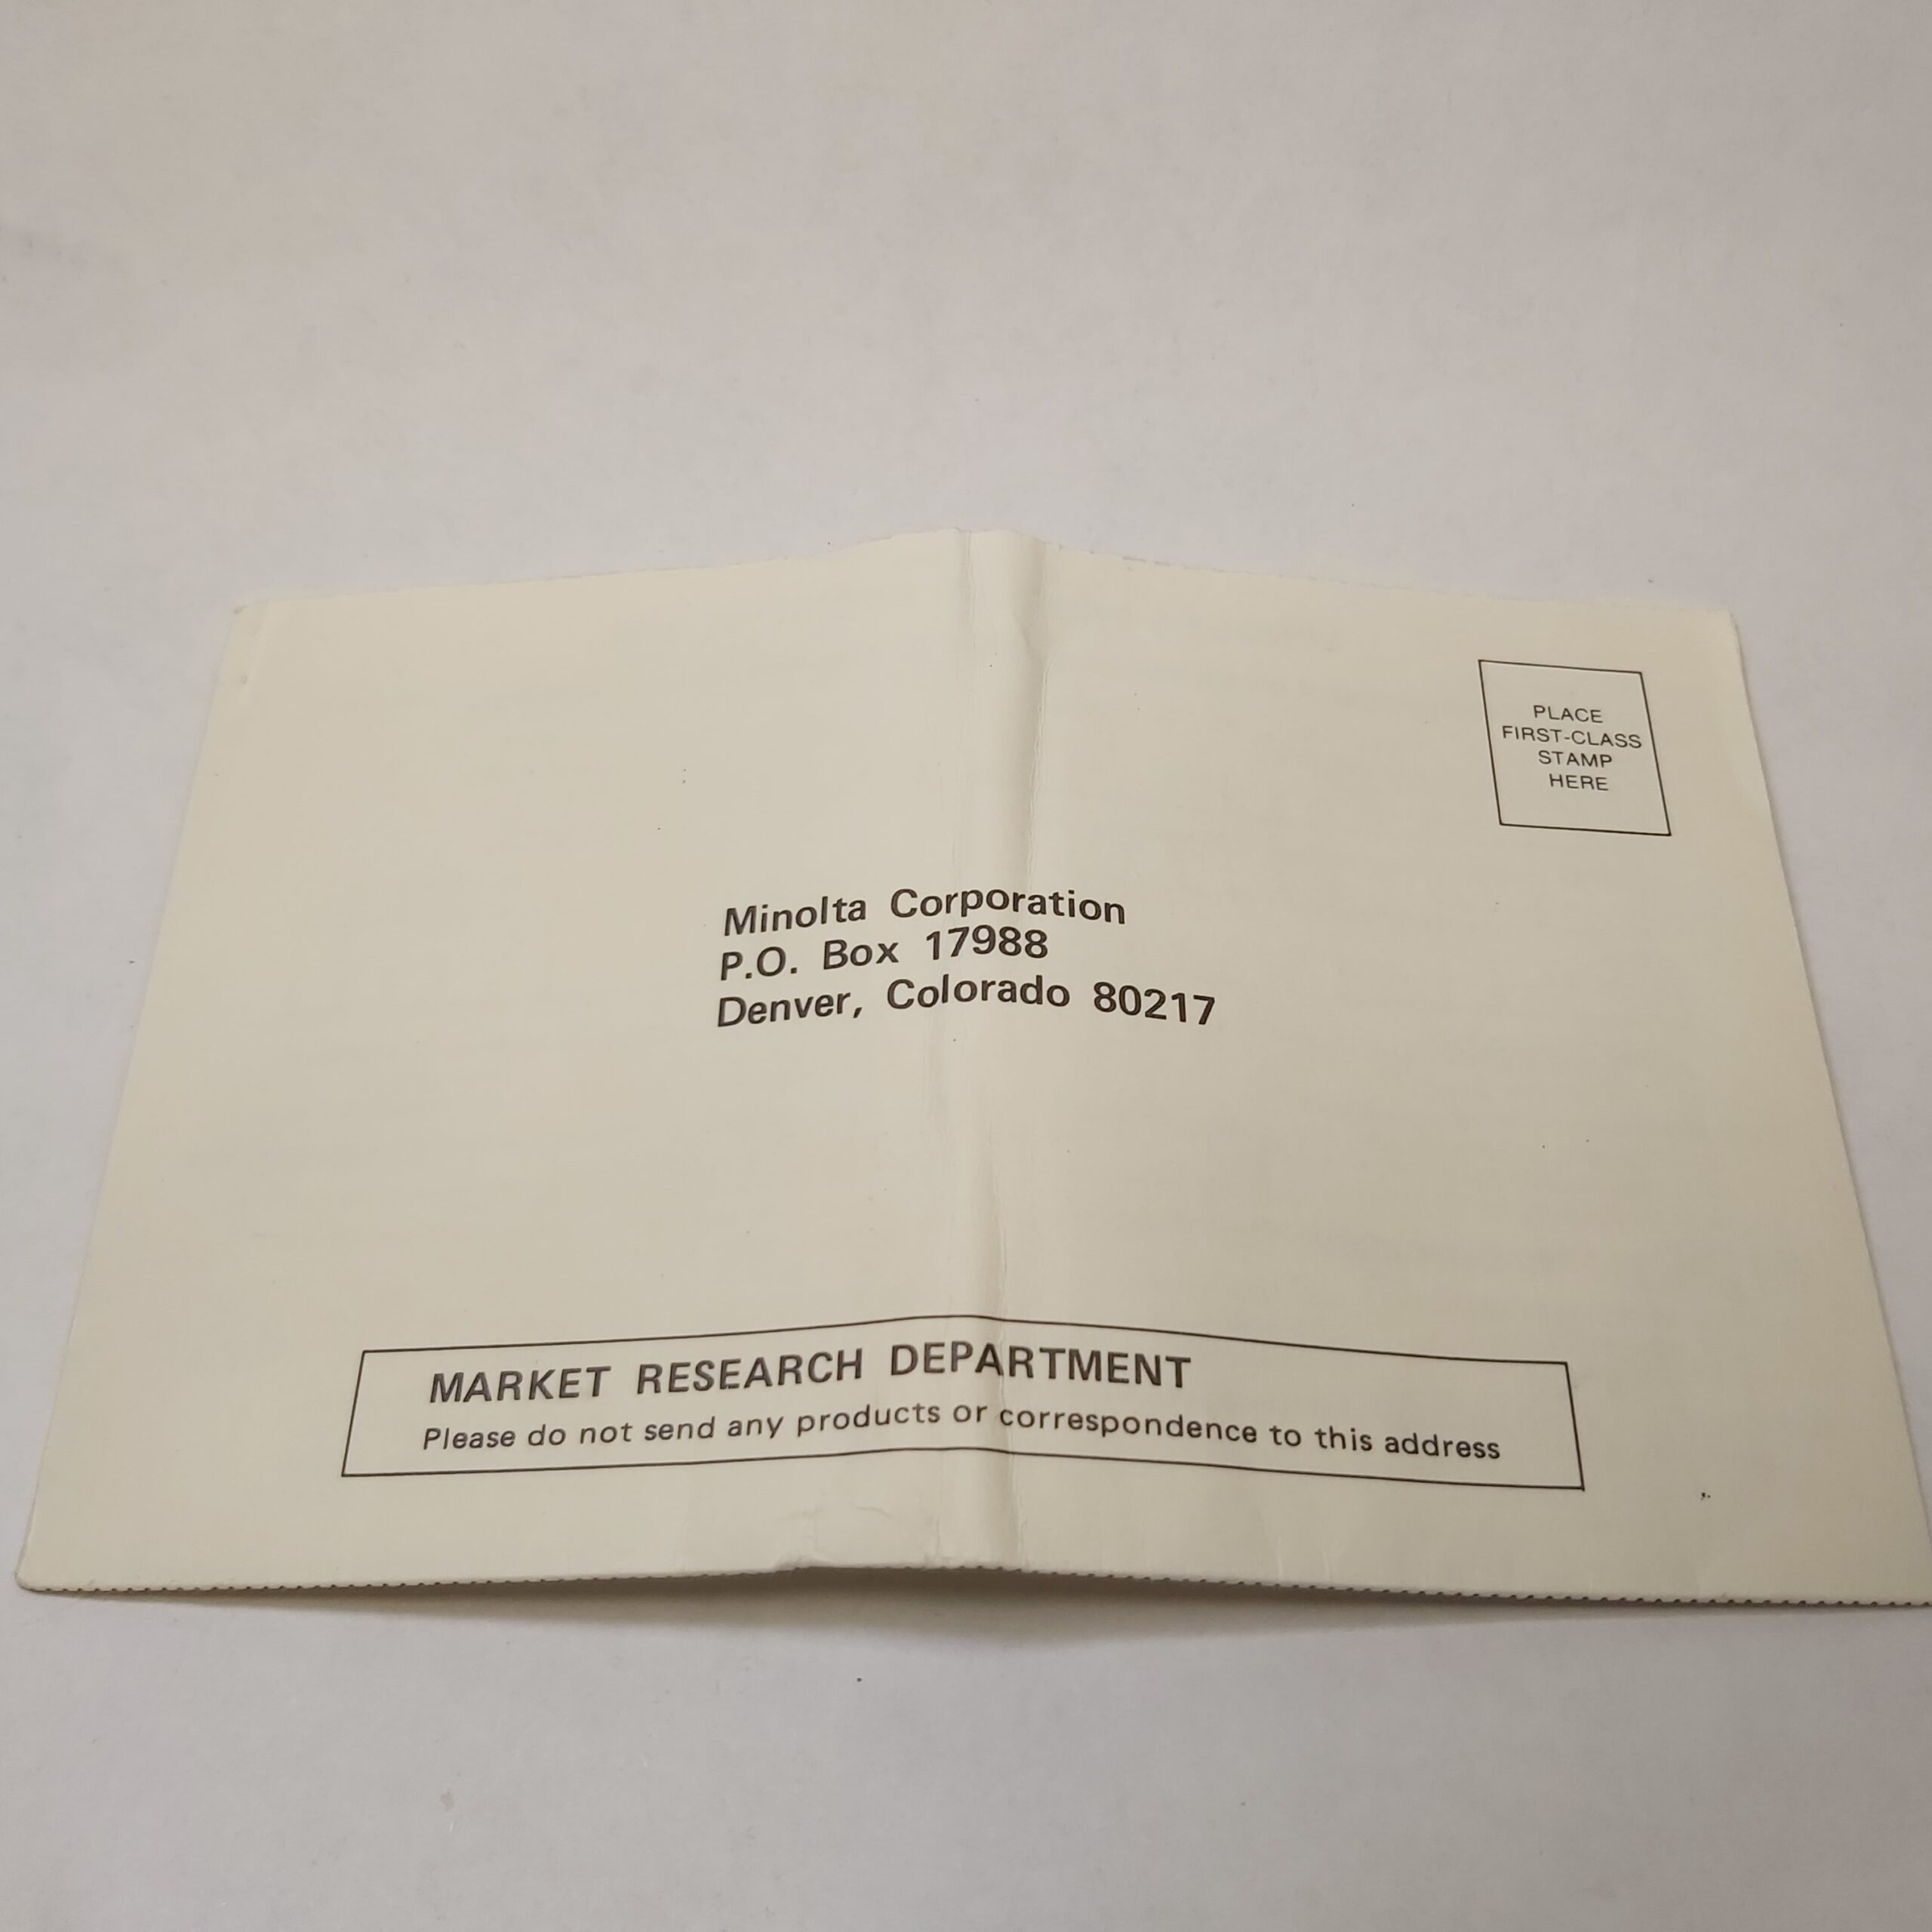 PLACE
FIRST-CLASS
STAMP
HERE
Minolta Corporation
P.O. Box 17988
Denver, Colorado 80217
MARKET RESEARCH DEPARTMENT
Please do not send any products or correspondence to this address